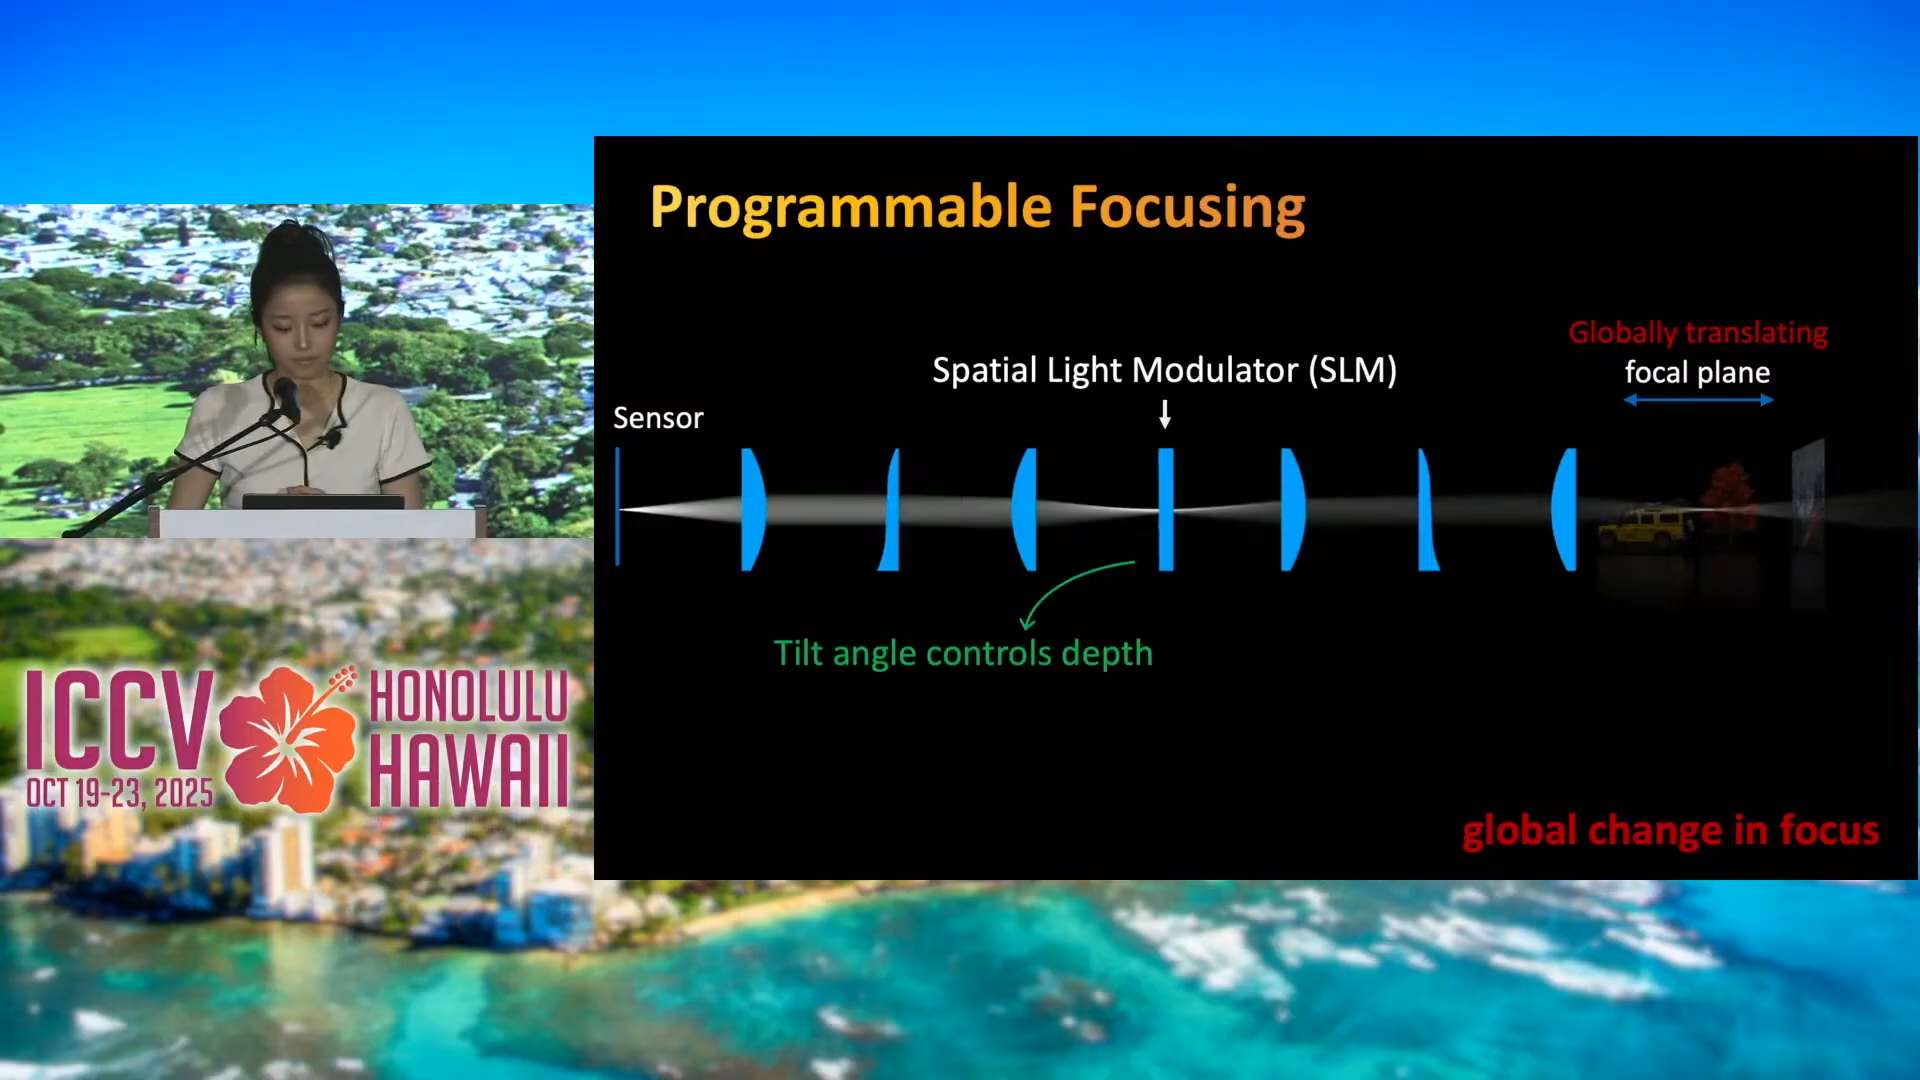 Programmable Focusing
Globally translating
focal plane
Spatial Light Modulator (SLM)
Sensor
Tilt angle controls depth
global change in focus
ICCV
OCT 19-23, 2025
HONOLULU
HAWAII